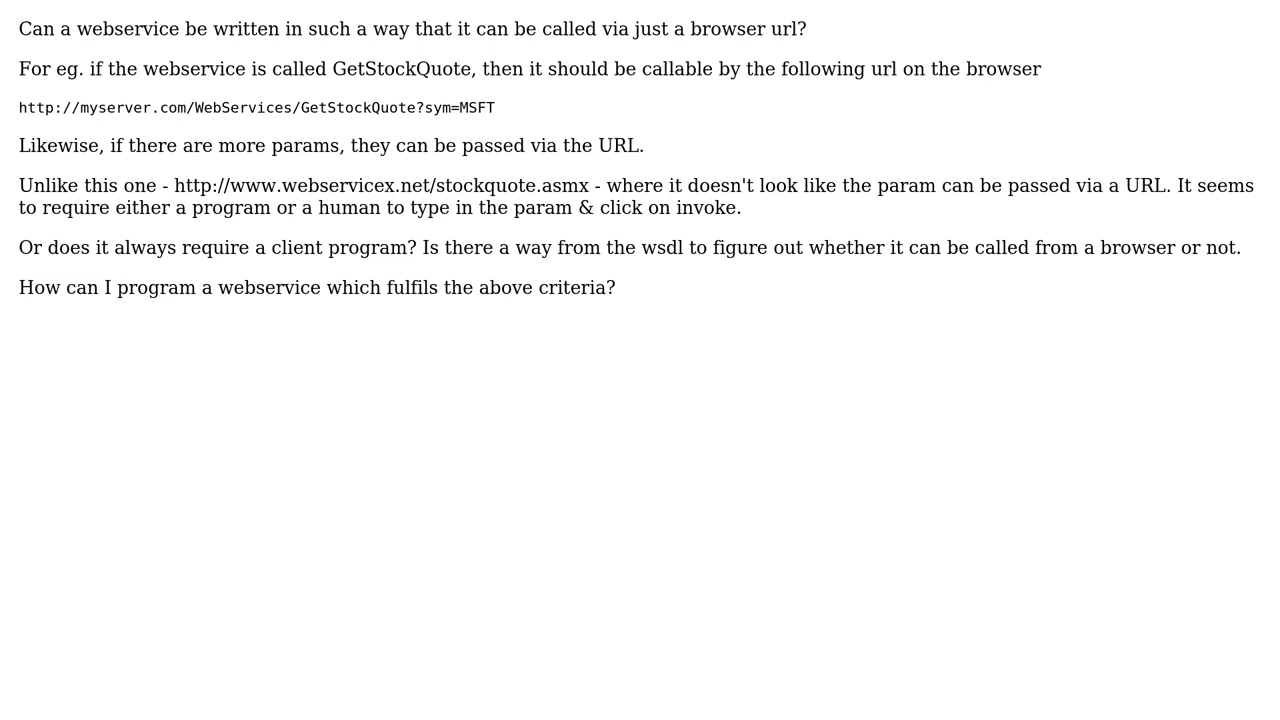 Can a webservice be written in such a way that it can be called via just a browser url?
For eg. if the webservice is called GetStockQuote, then it should be callable by the following url on the browser
http://myserver.com/WebServices/GetStockQuote?sym=MSFT
Likewise, if there are more params, they can be passed via the URL.
Unlike this one - http://www.webservicex.net/stockquote.asmx - where it doesn't look like the param can be passed via a URL. It seems
to require either a program or a human to type in the param & click on invoke.
Or does it always require a client program? Is there a way from the wsdl to figure out whether it can be called from a browser or not.
How can I program a webservice which fulfils the above criteria?